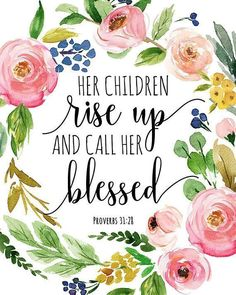 HER CHILDREN
rise up
AND CALL HER
blessed
PROVERBS 31:28